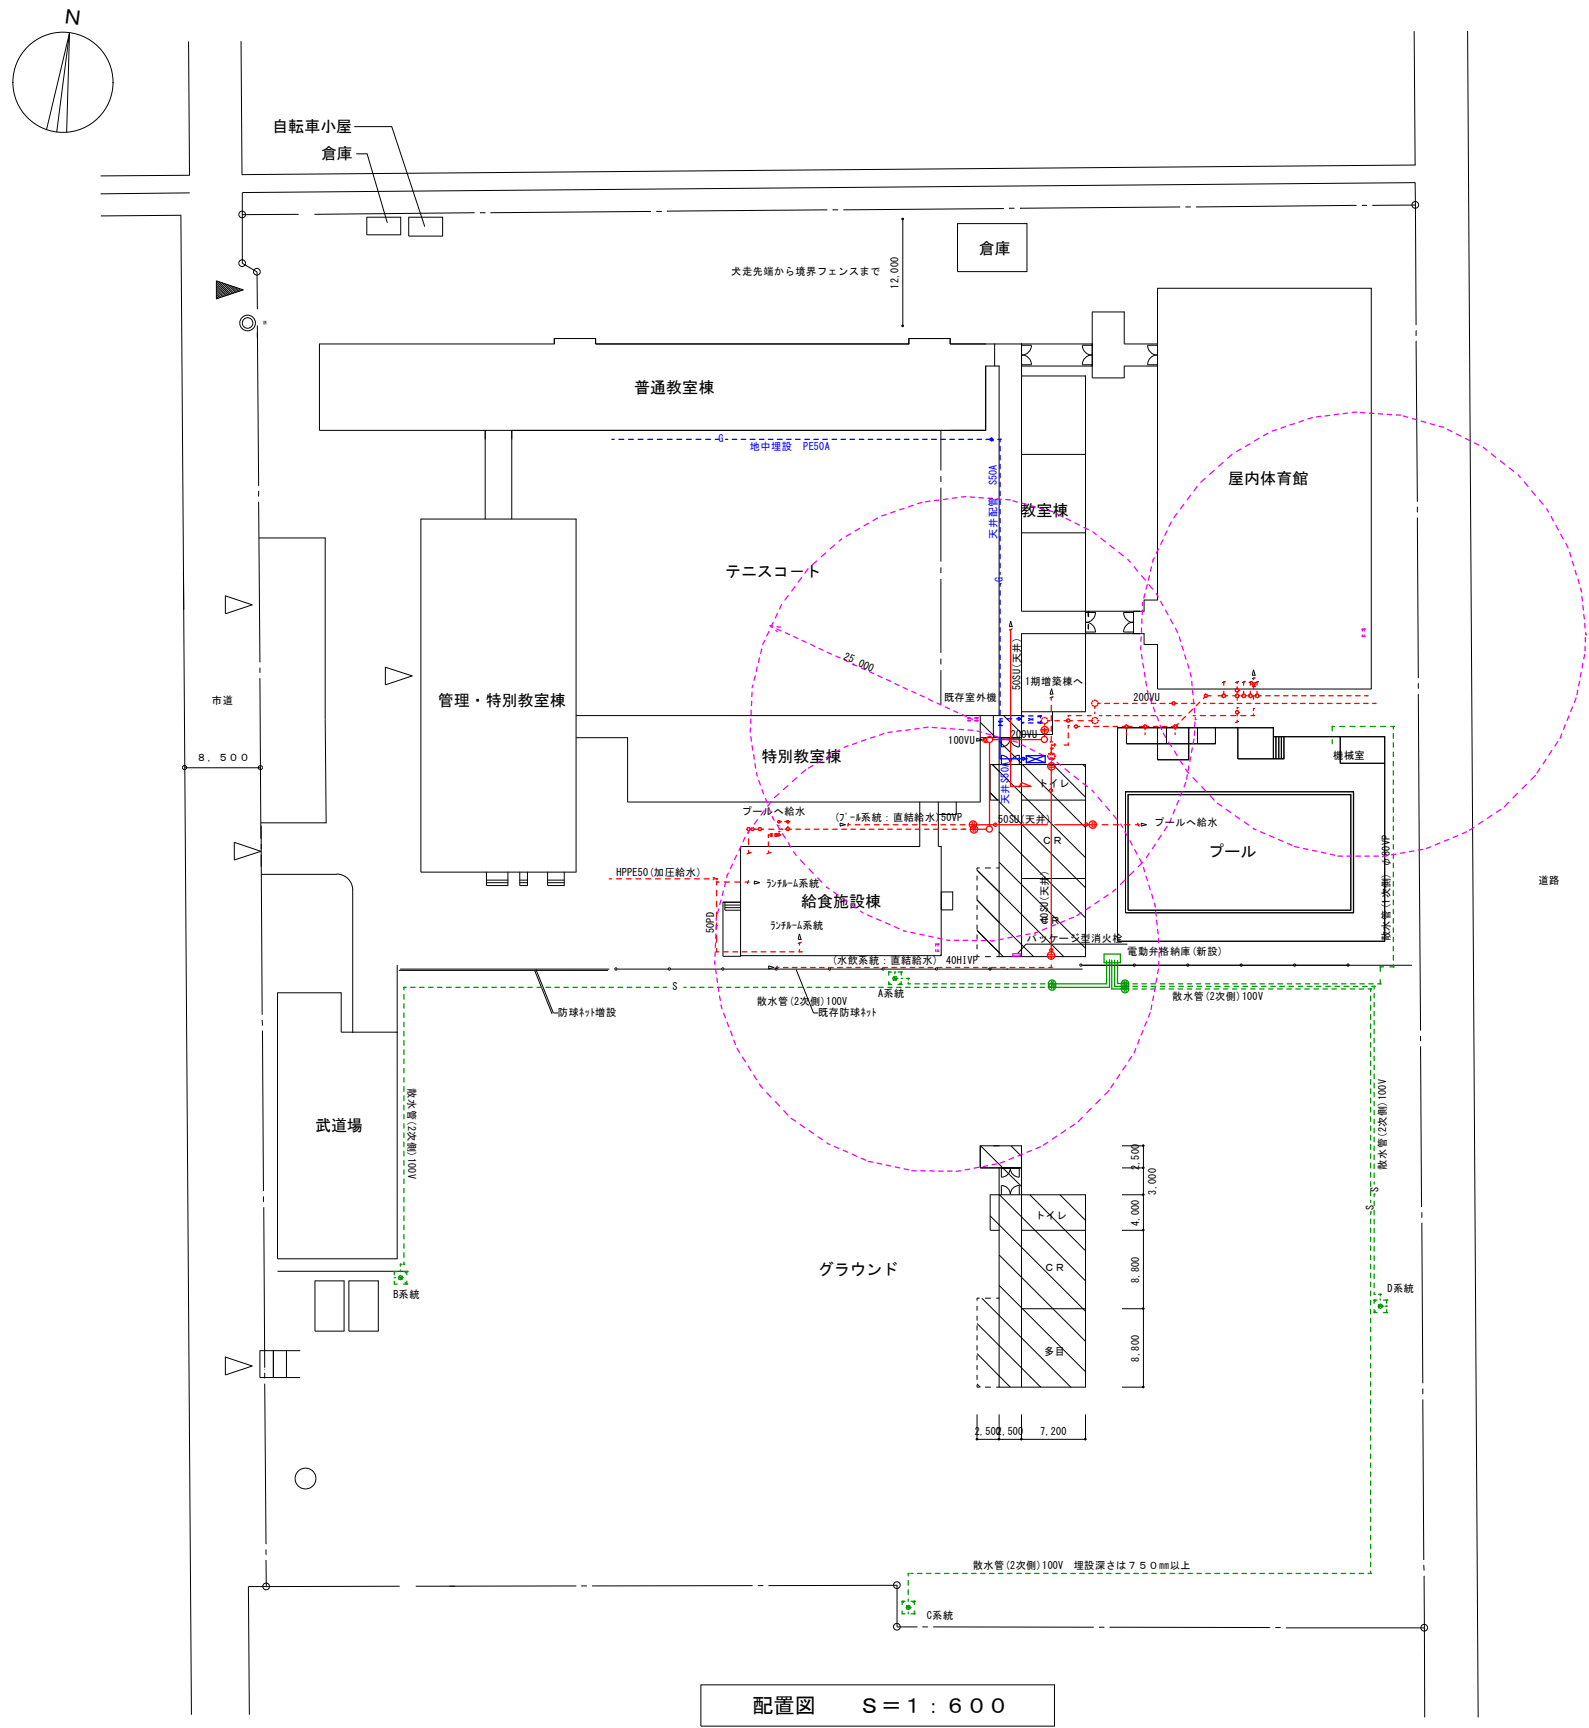 N
自転車小屋
倉庫
倉庫
犬走先端から境界フェンスまで
12,000
普通教室棟
G
地中埋設 PE50A
天井配管 S50A
G
教室棟
屋内体育館
テニスコート
25,000
50SU(天井)
1期増築棟へ
管理・特別教室棟
市道
8,500
既存室外機
200VU
200VU
100VU
特別教室棟
天井S50A
トイレ
機械室
プールへ給水
(プール系統:直結給水)50VP
50SU(天井)
プールへ給水
CR
プール
HPPE50(加圧給水)
ランチルーム系統
給食施設棟
ランチルーム系統
50PD
道路
散水管(1次側)φ80VP
パッケージ型消火栓
電動弁格納庫(新設)
(水飲系統:直結給水) 40HIVP
A系統
S
散水管(2次側)100V
散水管(2次側)100V
防球ネット増設
既存防球ネット
散水管(2次側)100V
武道場
散水管(2次側)100V
S
S
2,500
3,000
4,000
8,800
8,800
トイレ
CR
多目
グラウンド
B系統
D系統
2,500
2,500
7,200
散水管(2次側)100V 埋設深さは750mm以上
C系統
配置図 S=1:600